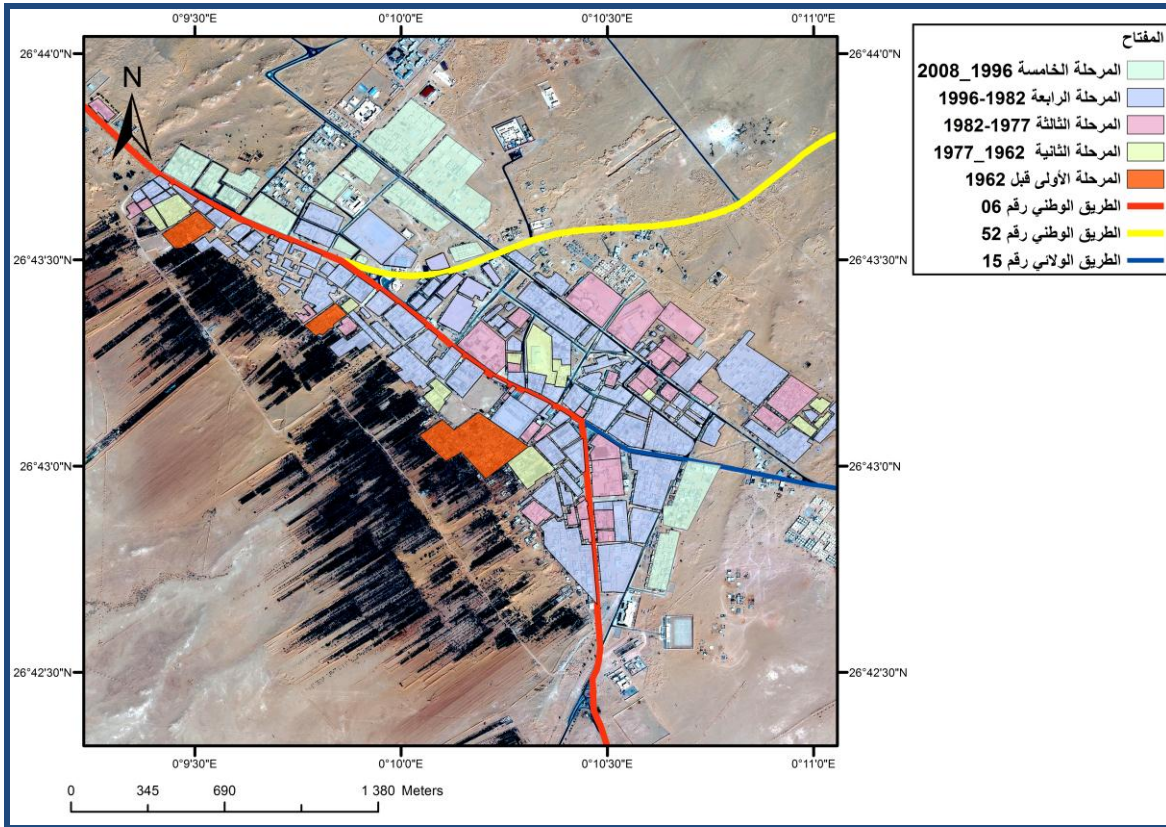 0°9'30"E 0°10'0"E 0°10'30"E 0°11'0"E
26°44'0"N 26°44'0"N
26°43'30"N 26°43'30"N
26°43'0"N 26°43'0"N
26°42'30"N 26°42'30"N
0°9'30"E 0°10'0"E 0°10'30"E 0°11'0"E
N
0 345 690 1 380 Meters
المفتاح
المرحلة الخامسة 1996_2008
المرحلة الرابعة 1982-1996
المرحلة الثالثة 1977-1982
المرحلة الثانية 1962_1977
المرحلة الأولى قبل 1962
الطريق الوطني رقم 06
الطريق الوطني رقم 52
الطريق الولائي رقم 15